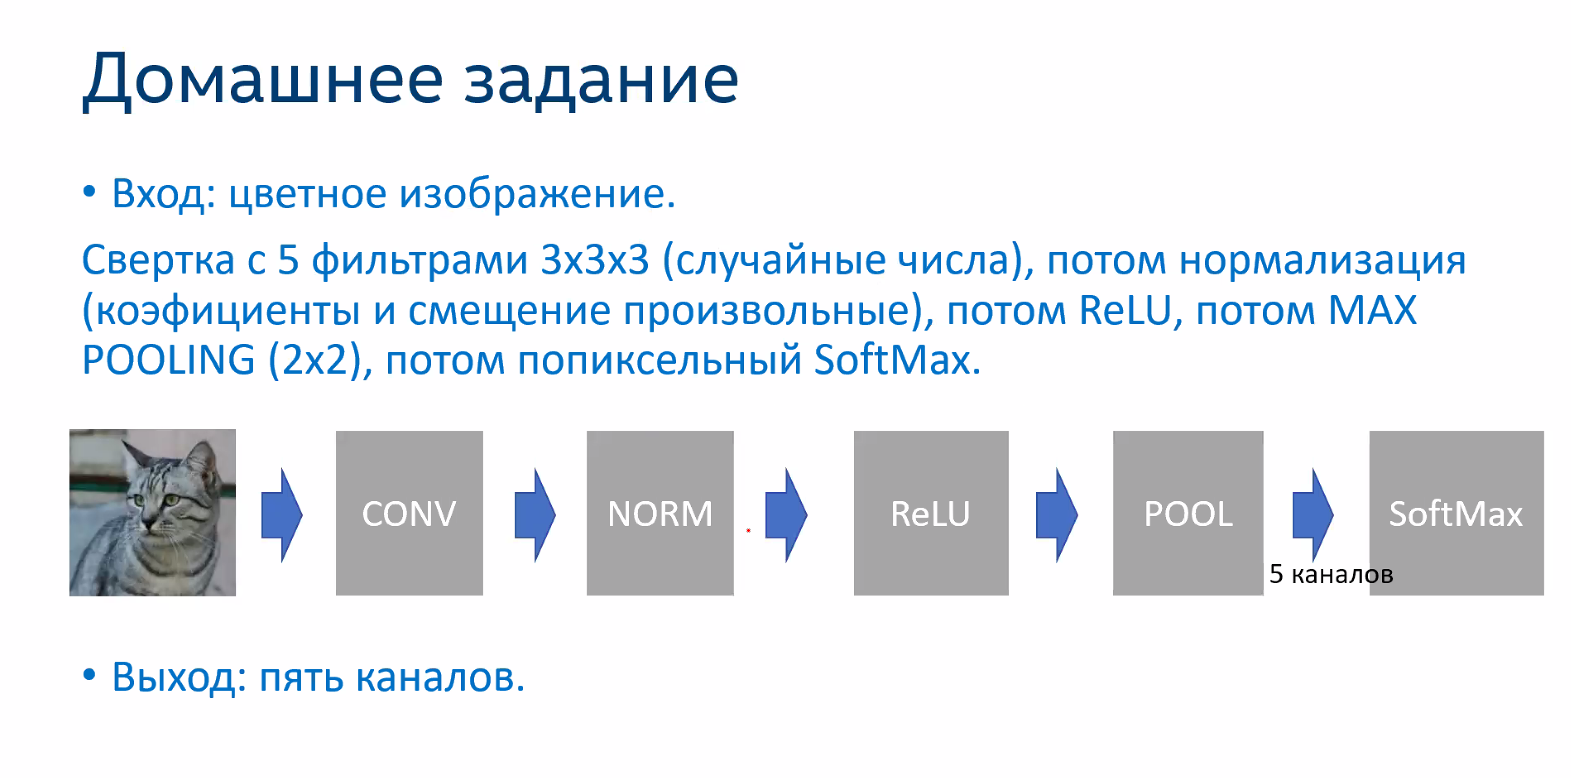 Домашнее задание
• Вход: цветное изображение.
Свертка с 5 фильтрами 3x3x3 (случайные числа), потом нормализация
(коэфициенты и смещение произвольные), потом ReLU, потом MAX
POOLING (2x2), потом попиксельный SoftMax.
CONV
NORM
ReLU
POOL
SoftMax
5 каналов
• Выход: пять каналов.